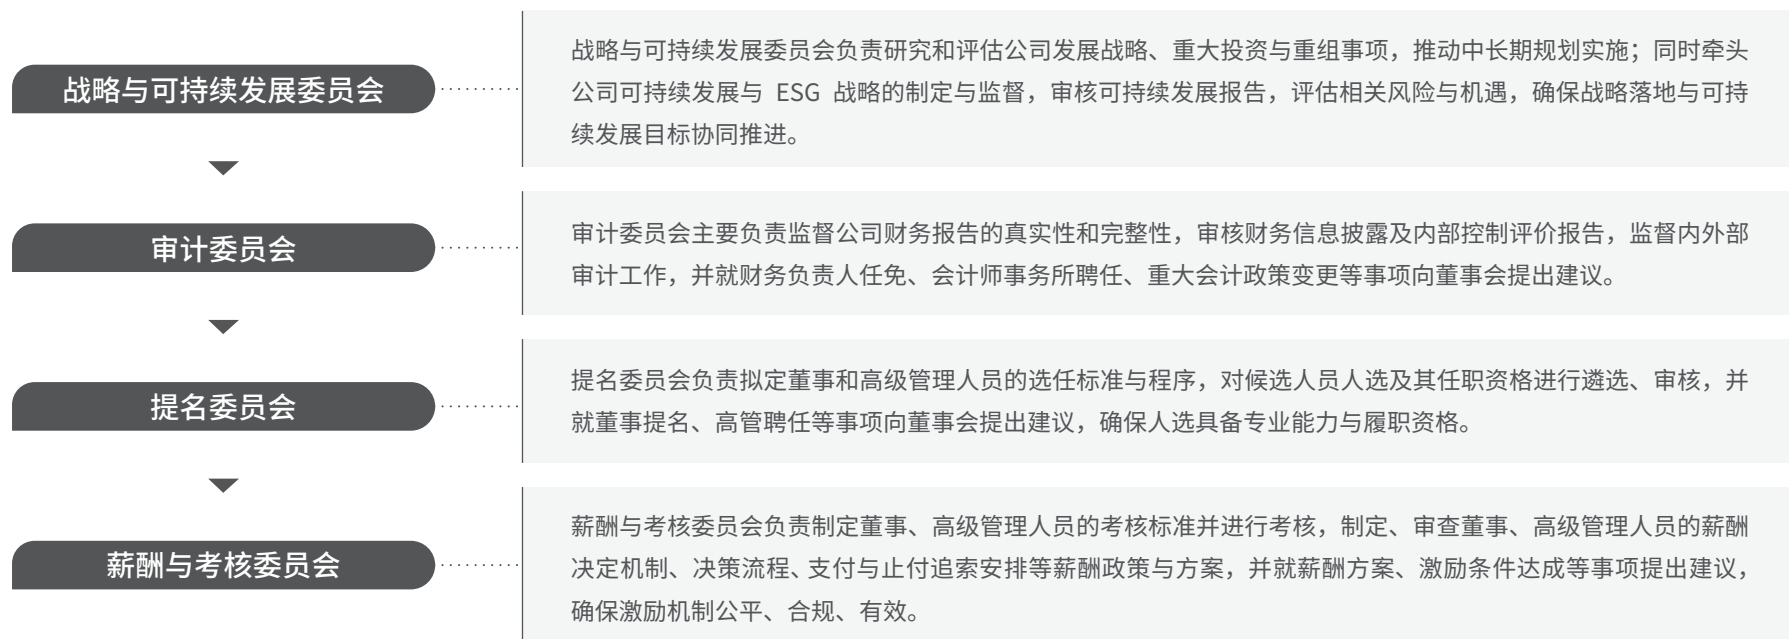 战略与可持续发展委员会
战略与可持续发展委员会负责研究和评估公司发展战略、重大投资与重组事项，推动中长期规划实施；同时牵头
公司可持续发展与 ESG 战略的制定与监督，审核可持续发展报告，评估相关风险与机遇，确保战略落地与可持
续发展目标协同推进。
审计委员会
审计委员会主要负责监督公司财务报告的真实性和完整性，审核财务信息披露及内部控制评价报告，监督内外部
审计工作，并就财务负责人任免、会计师事务所聘任、重大会计政策变更等事项向董事会提出建议。
提名委员会
提名委员会负责拟定董事和高级管理人员的选任标准与程序，对候选人员人选及其任职资格进行遴选、审核，并
就董事提名、高管聘任等事项向董事会提出建议，确保人选具备专业能力与履职资格。
薪酬与考核委员会
薪酬与考核委员会负责制定董事、高级管理人员的考核标准并进行考核，制定、审查董事、高级管理人员的薪酬
决定机制、决策流程、支付与止付追索安排等薪酬政策与方案，并就薪酬方案、激励条件达成等事项提出建议，
确保激励机制公平、合规、有效。